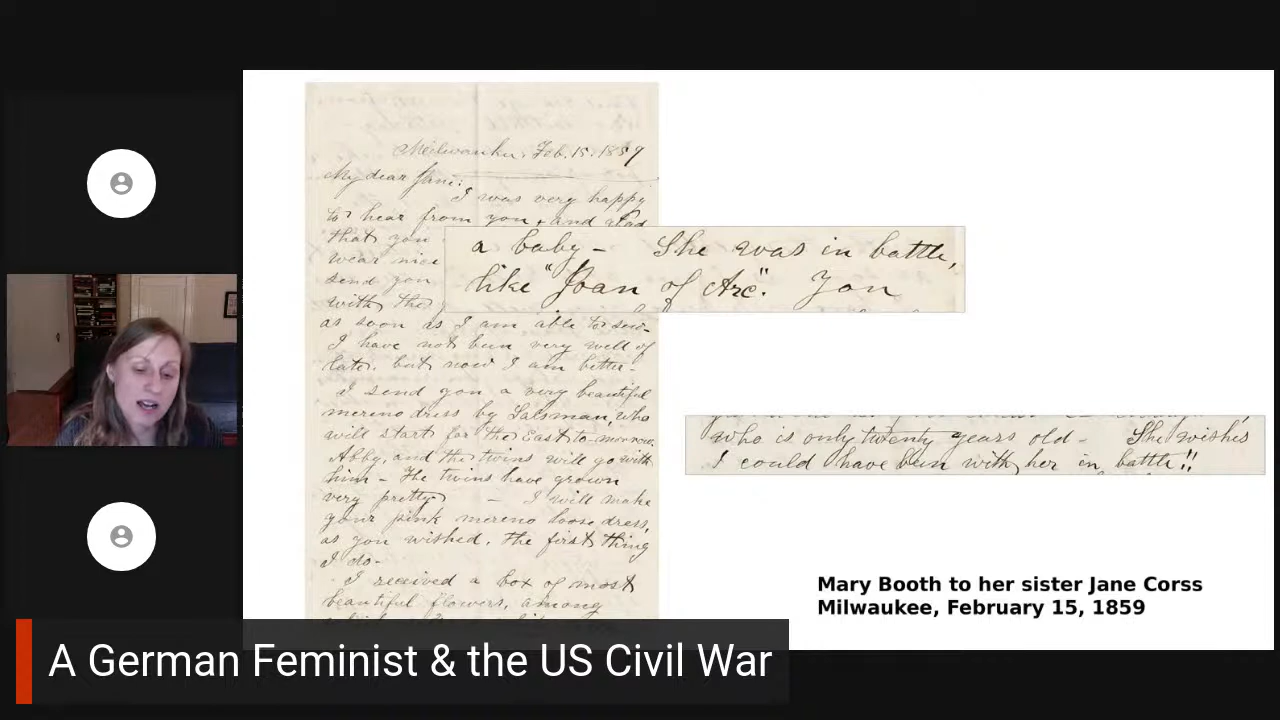 Milwaukee, Feb. 15. 1859
My dear Jane:
I was very happy
to hear from you, and glad
that you
wear nice
send you
with the
as soon as I am able to sew.
I have not been very well of
late, but now I am better-
I send you a very beautiful
merino dress by Salsman, who
will start for the East to-morrow.
Abby, and the twins will go with
him - The twins have grown
very pretty - I will make
your pink merino loose dress,
as you wished, the first thing
I do-
I received a box of most
beautiful flowers, among
a baby - She was in battle,
like "Joan of Arc". You
who is only twenty years old - She wishes
I could have been with her in battle!!
Mary Booth to her sister Jane Corss
Milwaukee, February 15, 1859
A German Feminist & the US Civil War